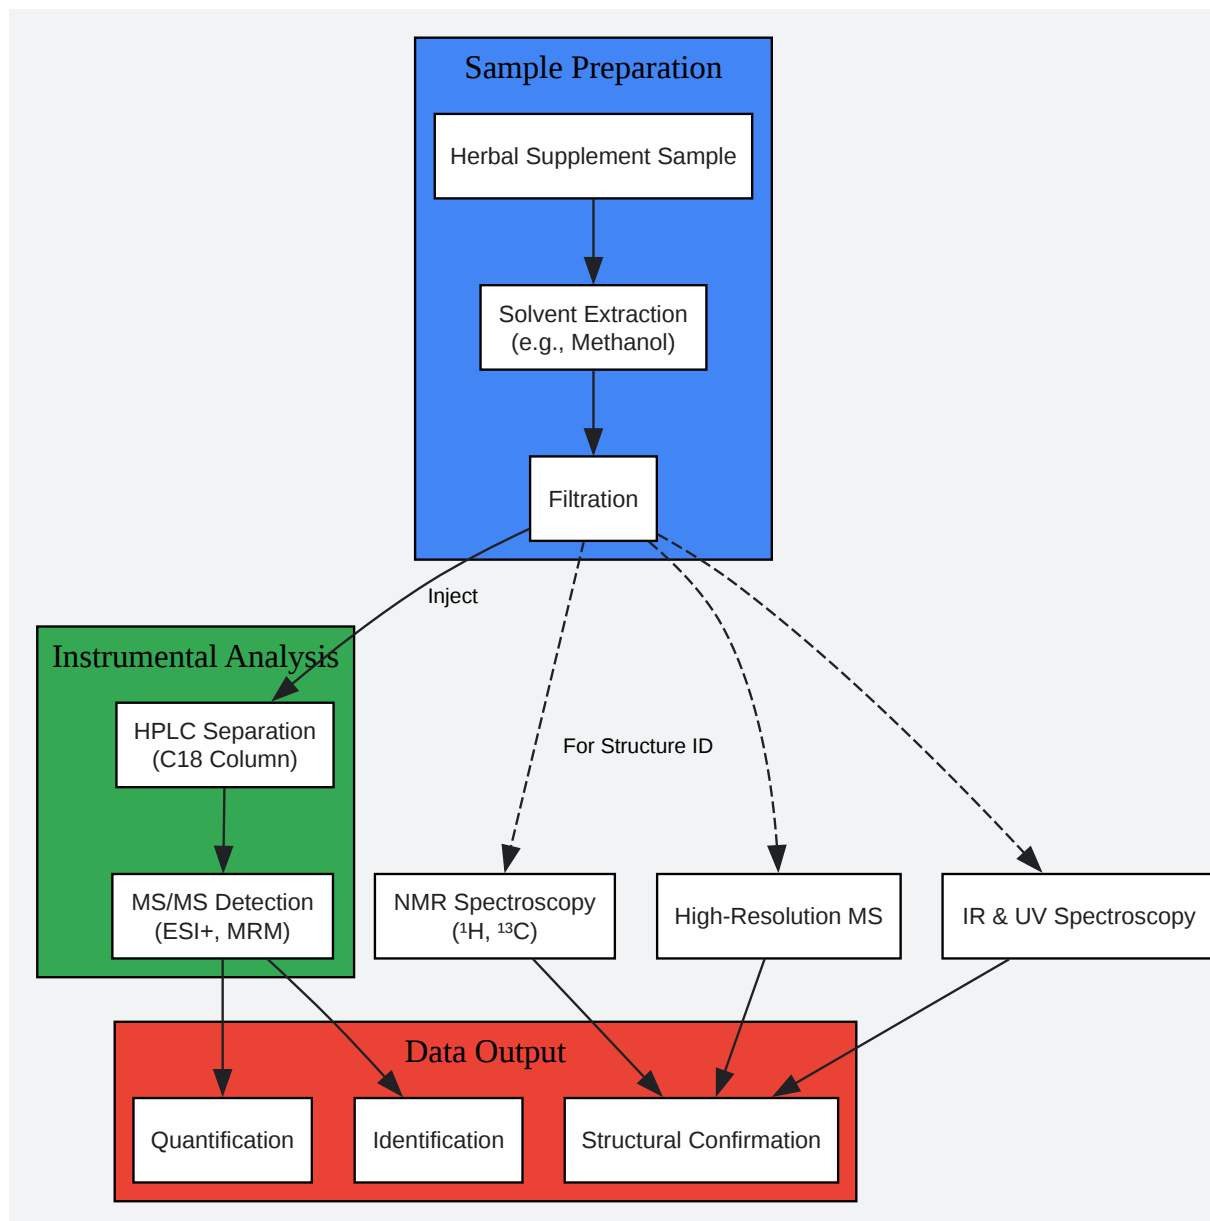 Sample Preparation
Herbal Supplement Sample
Solvent Extraction
(e.g., Methanol)
Filtration
Inject
Instrumental Analysis
HPLC Separation
(C18 Column)
For Structure ID
MS/MS Detection
(ESI+, MRM)
NMR Spectroscopy
(¹H, ¹³C)
High-Resolution MS
IR & UV Spectroscopy
Data Output
Quantification
Identification
Structural Confirmation